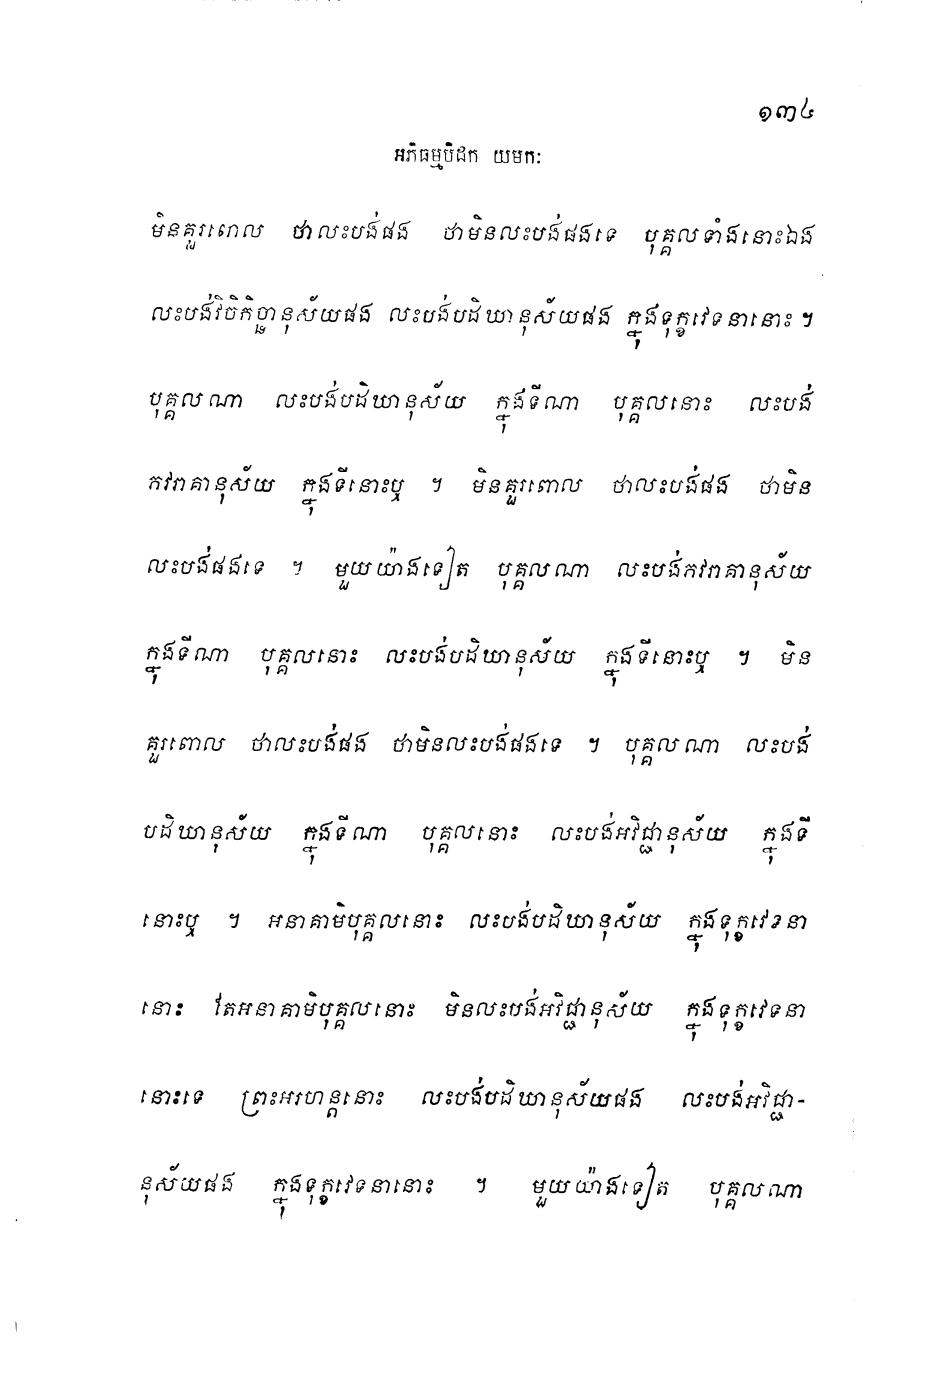 ១៣៤
អភិធម្មបិដក យមកៈ
មិនគួរពោល ថាលះបង់ផង ថាមិនលះបង់ផងទេ បុគ្គលទាំងនោះឯង
លះបង់វិចិកិច្ឆានុស័យផង លះបង់បដិឃានុស័យផង ក្នុងទុក្ខវេទនានោះ ។
បុគ្គលណា លះបង់បដិឃានុស័យ ក្នុងទីណា បុគ្គលនោះ លះបង់
ភវរាគានុស័យ ក្នុងទីនោះឬ ។ មិនគួរពោល ថាលះបង់ផង ថាមិន
លះបង់ផងទេ ។ មួយយ៉ាងទៀត បុគ្គលណា លះបង់ភវរាគានុស័យ
ក្នុងទីណា បុគ្គលនោះ លះបង់បដិឃានុស័យ ក្នុងទីនោះឬ ។ មិន
គួរពោល ថាលះបង់ផង ថាមិនលះបង់ផងទេ ។ បុគ្គលណា លះបង់
បដិឃានុស័យ ក្នុងទីណា បុគ្គលនោះ លះបង់អវិជ្ជានុស័យ ក្នុងទី
នោះឬ ។ អនាគាមិបុគ្គលនោះ លះបង់បដិឃានុស័យ ក្នុងទុក្ខវេទនា
នោះ តែអនាគាមិបុគ្គលនោះ មិនលះបង់អវិជ្ជានុស័យ ក្នុងទុក្ខវេទនា
នោះទេ ព្រះអរហន្តនោះ លះបង់បដិឃានុស័យផង លះបង់អវិជ្ជា-
នុស័យផង ក្នុងទុក្ខវេទនានោះ ។ មួយយ៉ាងទៀត បុគ្គលណា